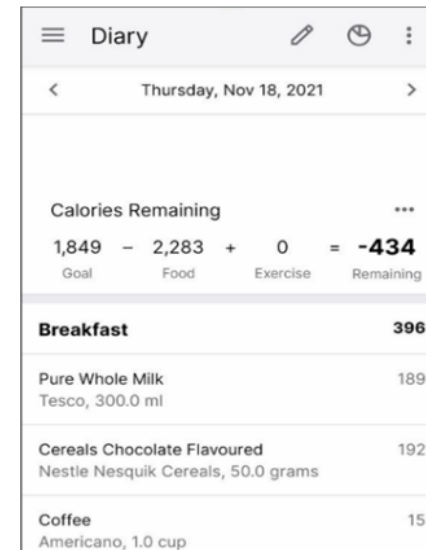 Diary
Thursday, Nov 18, 2021
Calories Remaining
1,849 – 2,283 + 0 = -434
Goal Food Exercise Remaining
Breakfast 396
Pure Whole Milk 189
Tesco, 300.0 ml
Cereals Chocolate Flavoured 192
Nestle Nesquik Cereals, 50.0 grams
Coffee 15
Americano, 1.0 cup